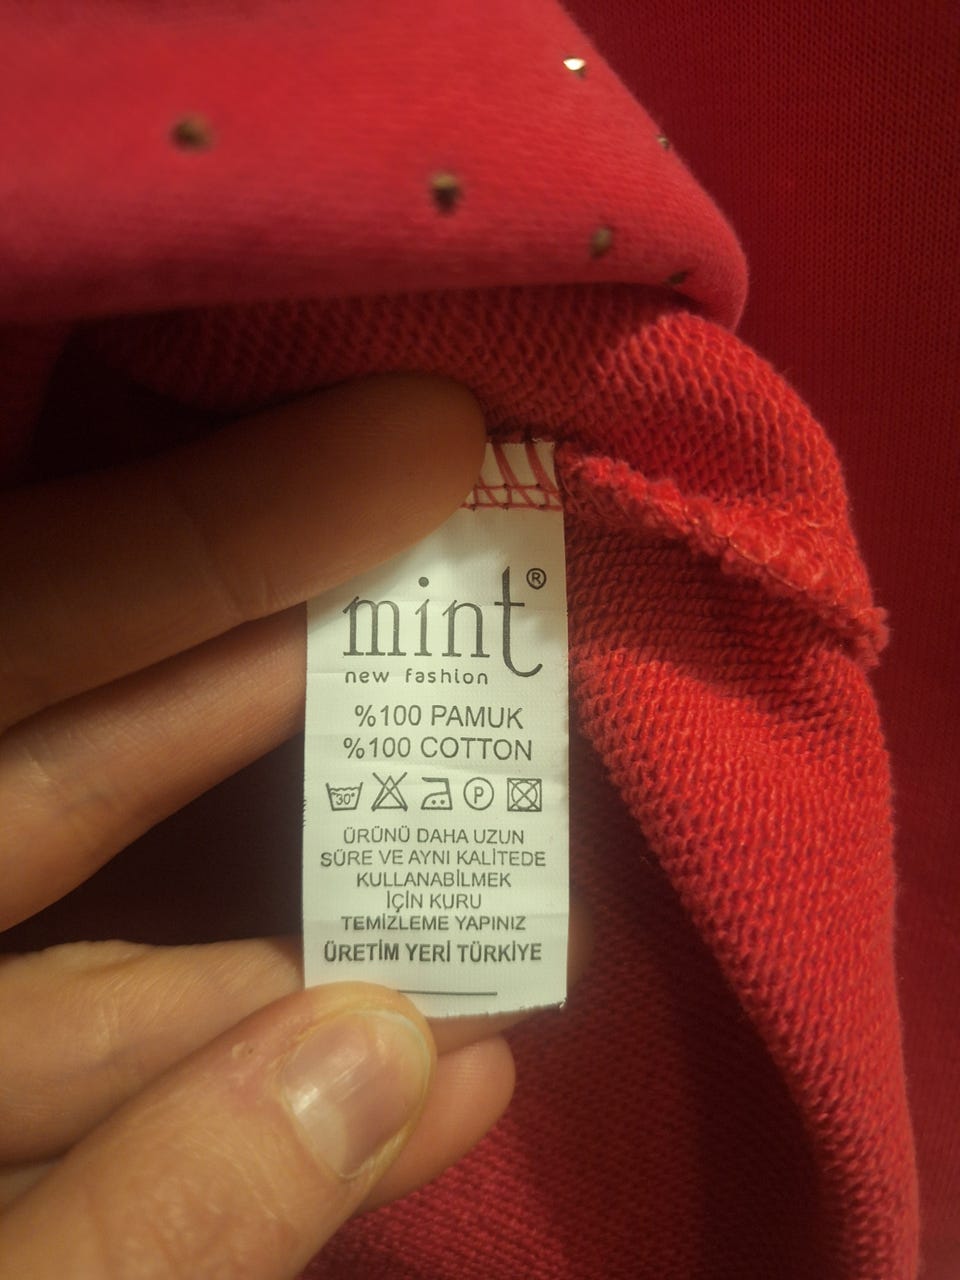 mint®
new fashion
%100 PAMUK
%100 COTTON
30° P
ÜRÜNÜ DAHA UZUN
SÜRE VE AYNI KALİTEDE
KULLANABİLMEK
İÇİN KURU
TEMİZLEME YAPINIZ
ÜRETİM YERİ TÜRKİYE